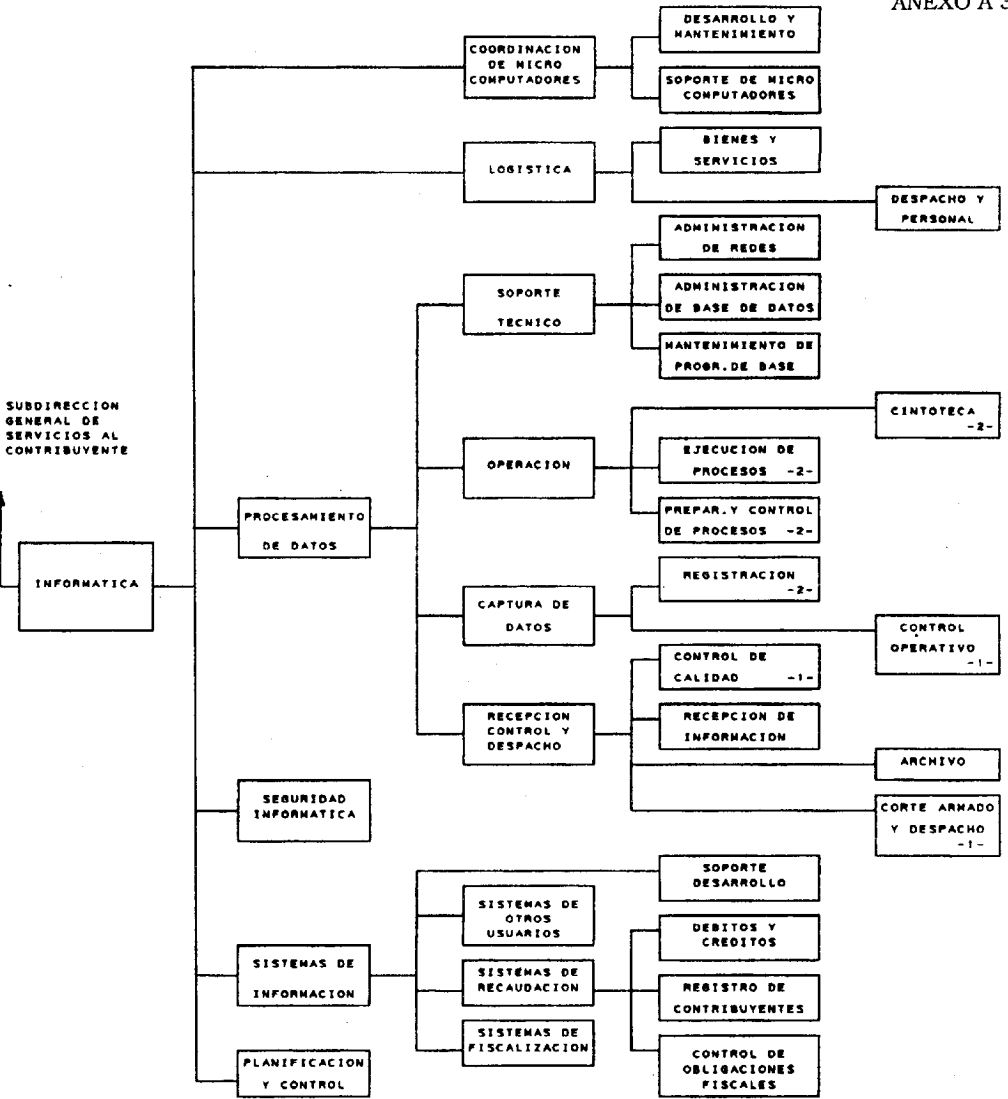 ANEXO A 3
DESARROLLO Y
MANTENIMIENTO
COORDINACION
DE MICRO
COMPUTADORES
SOPORTE DE MICRO
COMPUTADORES
BIENES Y
SERVICIOS
LOGISTICA
DESPACHO Y
PERSONAL
ADMINISTRACION
DE REDES
SOPORTE
TECNICO
ADMINISTRACION
DE BASE DE DATOS
MANTENIMIENTO DE
PROGR.DE BASE
SUBDIRECCION
GENERAL DE
SERVICIOS AL
CONTRIBUYENTE
CINTOTECA
-2-
OPERACION
EJECUCION DE
PROCESOS -2-
PREPAR.Y CONTROL
DE PROCESOS -2-
PROCESAMIENTO
DE DATOS
INFORMATICA
REGISTRACION
-2-
CAPTURA DE
DATOS
CONTROL
OPERATIVO
-1-
CONTROL DE
CALIDAD -1-
RECEPCION
CONTROL Y
DESPACHO
RECEPCION DE
INFORMACION
ARCHIVO
CORTE ARMADO
Y DESPACHO
-1-
SEGURIDAD
INFORMATICA
SOPORTE
DESARROLLO
SISTEMAS DE
OTROS
USUARIOS
DEBITOS Y
CREDITOS
SISTEMAS DE
INFORMACION
SISTEMAS DE
RECAUDACION
REGISTRO DE
CONTRIBUYENTES
SISTEMAS DE
FISCALIZACION
CONTROL DE
OBLIGACIONES
FISCALES
PLANIFICACION
Y CONTROL